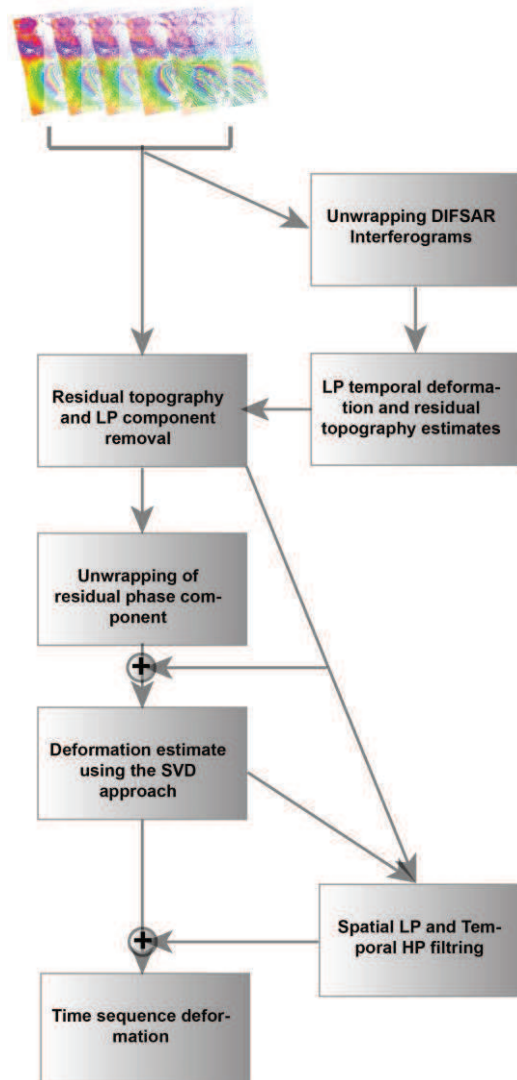 Unwrapping DIFSAR
Interferograms
LP temporal deforma-
tion and residual
topography estimates
Residual topography
and LP component
removal
Unwrapping of
residual phase com-
ponent
+
Deformation estimate
using the SVD
approach
Spatial LP and Tem-
poral HP filtring
+
Time sequence defor-
mation